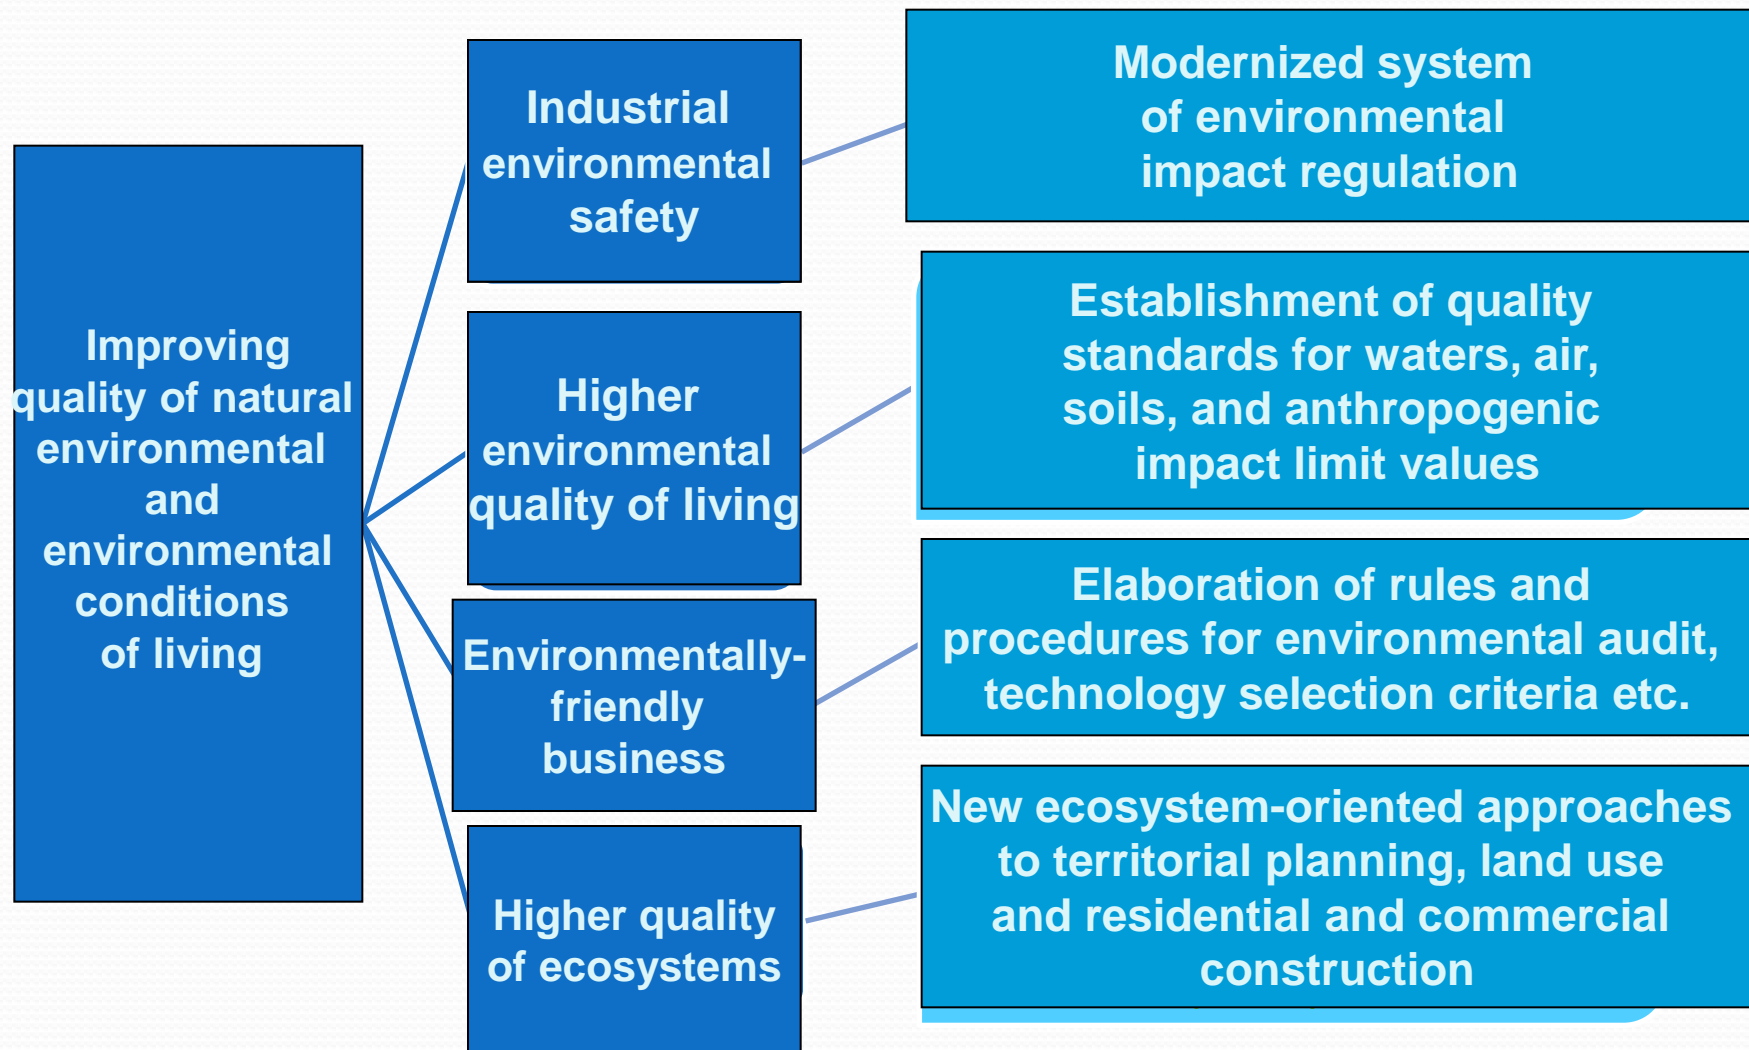 Improving
quality of natural
environmental
and
environmental
conditions
of living
Industrial
environmental
safety
Higher
environmental
quality of living
Environmentally-
friendly
business
Higher quality
of ecosystems
Modernized system
of environmental
impact regulation
Establishment of quality
standards for waters, air,
soils, and anthropogenic
impact limit values
Elaboration of rules and
procedures for environmental audit,
technology selection criteria etc.
New ecosystem-oriented approaches
to territorial planning, land use
and residential and commercial
construction